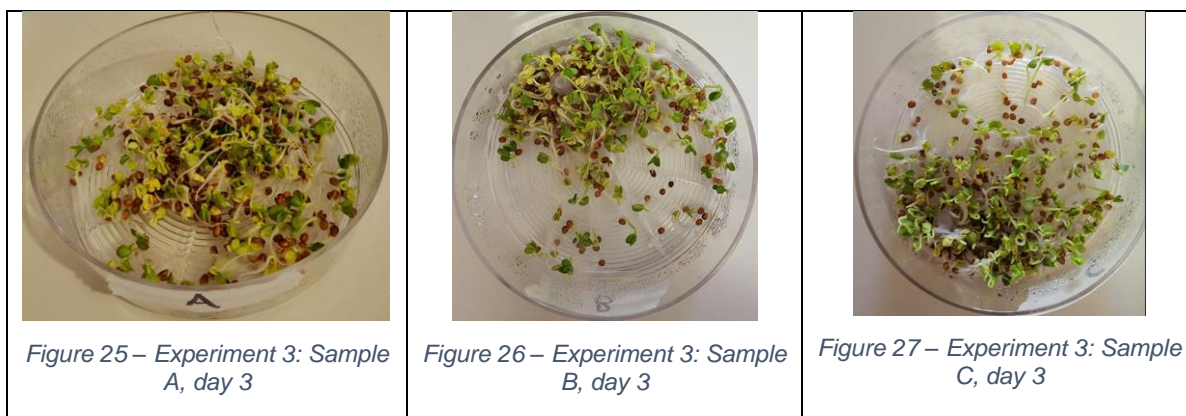 A
B
C
Figure 25 – Experiment 3: Sample
A, day 3
Figure 26 – Experiment 3: Sample
B, day 3
Figure 27 – Experiment 3: Sample
C, day 3